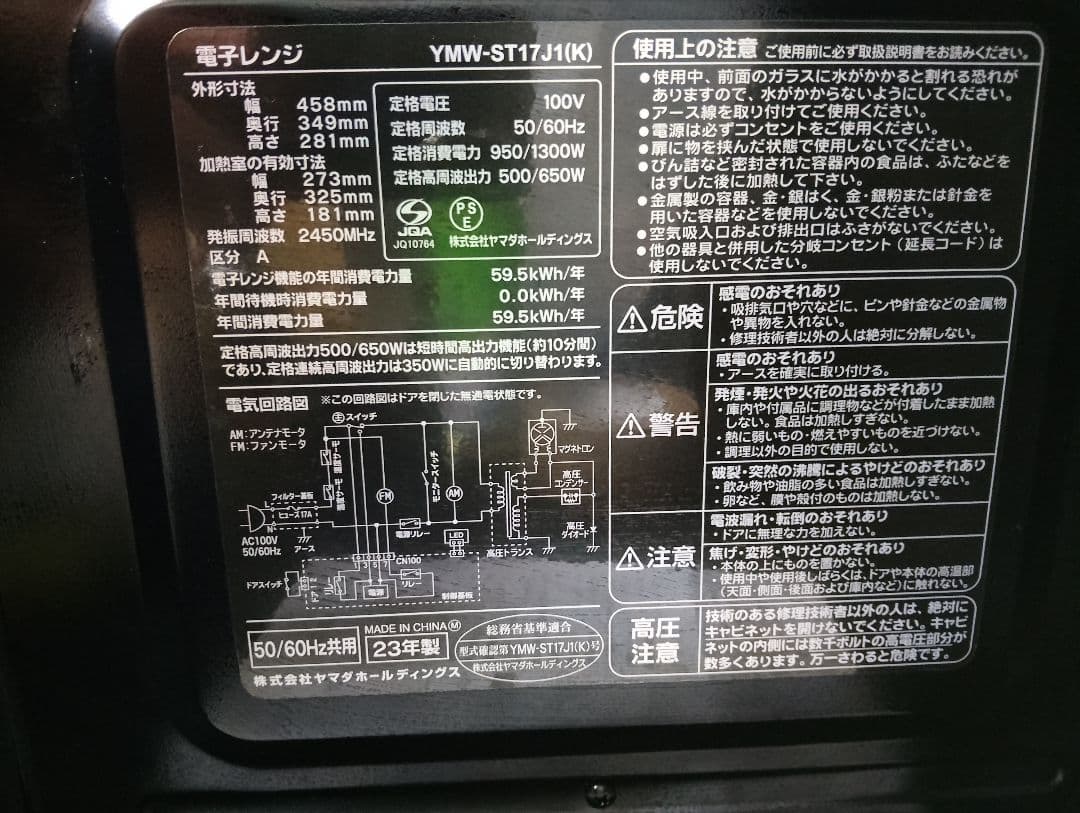 電子レンジ YMW-ST17J1(K)
外形寸法
幅 458mm
奥行 349mm
高さ 281mm
加熱室の有効寸法
幅 273mm
奥行 325mm
高さ 181mm
発振周波数 2450MHz
区分 A
定格電圧 100V
定格周波数 50/60Hz
定格消費電力 950/1300W
定格高周波出力 500/650W
JQA
JQ10764
PS
E
株式会社ヤマダホールディングス
電子レンジ機能の年間消費電力量 59.5kWh/年
年間待機時消費電力量 0.0kWh/年
年間消費電力量 59.5kWh/年
定格高周波出力500/650Wは短時間高出力機能(約10分間)
であり、定格連続高周波出力は350Wに自動的に切り替わります。
電気回路図 ※この回路図はドアを閉じた無通電状態です。
主スイッチ
AM:アンテナモータ
FM:ファンモータ
マグネトロン
高圧
コンデンサー
FM
AM
フィルター基板
L
ヒューズ17A
N
AC100V
50/60Hz
アース
電源リレー
LED
高圧トランス
高圧
ダイオード
CN100
1 3 5 7
ドアスイッチ
電源
リレー
制御基板
50/60Hz共用
MADE IN CHINA Ⓜ
23年製
総務省基準適合
型式確認第YMW-ST17J1(K)号
株式会社ヤマダホールディングス
株式会社ヤマダホールディングス
使用上の注意 ご使用前に必ず取扱説明書をお読みください。
●使用中、前面のガラスに水がかかると割れる恐れが
ありますので、水がかからないようにしてください。
●アース線を取り付けてご使用ください。
●電源は必ずコンセントをご使用ください。
●扉に物を挟んだ状態で使用しないでください。
●びん詰など密封された容器内の食品は、ふたなどを
はずした後に加熱して下さい。
●金属製の容器、金・銀はく、金・銀粉または針金を
用いた容器などを使用しないでください。
●空気吸入口および排出口はふさがないでください。
●他の器具と併用した分岐コンセント(延長コード)は
使用しないでください。
⚠危険
感電のおそれあり
・吸排気口や穴などに、ピンや針金などの金属物
や異物を入れない。
・修理技術者以外の人は絶対に分解しない。
⚠警告
感電のおそれあり
・アースを確実に取り付ける。
発煙・発火や火花の出るおそれあり
・庫内や付属品に調理物などが付着したまま加熱
しない。食品は加熱しすぎない。
・熱に弱いもの・燃えやすいものを近づけない。
・調理以外の目的で使用しない。
破裂・突然の沸騰によるやけどのおそれあり
・飲み物や油脂の多い食品は加熱しすぎない。
・卵など、膜や殻付のものは加熱しない。
⚠注意
電波漏れ・転倒のおそれあり
・ドアに無理な力を加えない。
焦げ・変形・やけどのおそれあり
・本体の上にものを置かない。
・使用中や使用後しばらくは、ドアや本体の高温部
(天面・側面・後面および庫内など)に触れない。
高圧
注意
技術のある修理技術者以外の人は、絶対に
キャビネットを開けないでください。キャビ
ネットの内側には数千ボルトの高電圧部分が
数多くあります。万一さわると危険です。